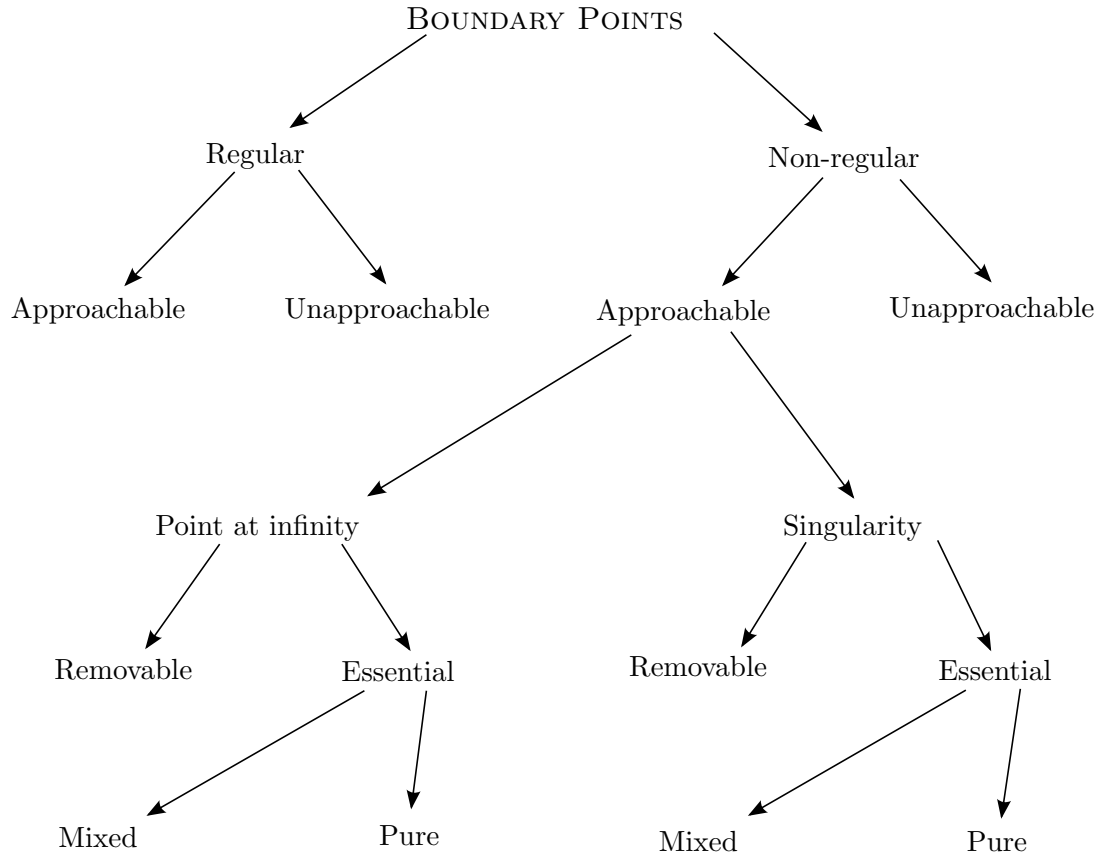 BOUNDARY POINTS
Regular
Non-regular
Approachable
Unapproachable
Approachable
Unapproachable
Point at infinity
Singularity
Removable
Essential
Removable
Essential
Mixed
Pure
Mixed
Pure